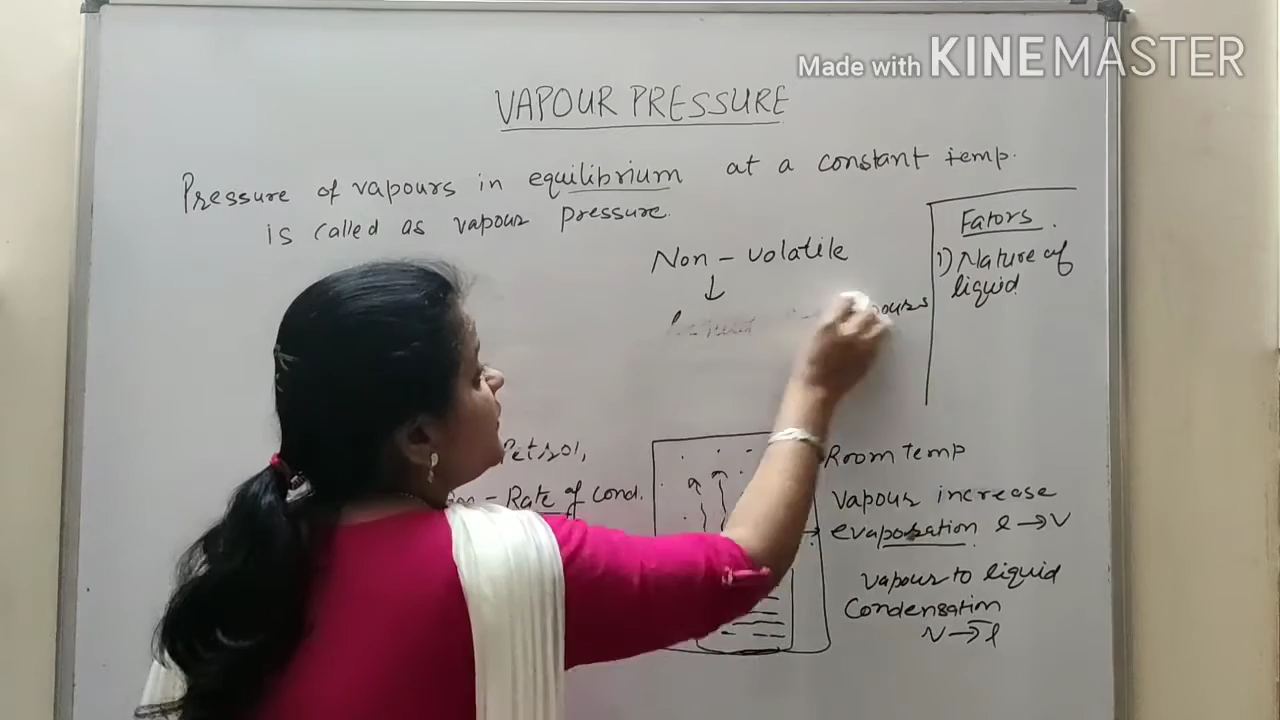 Made with KINEMASTER
VAPOUR PRESSURE
Pressure of vapours in equilibrium at a constant temp.
is called as vapour pressure.
Non - volatile
↓
Fators.
1) Nature of
liquid
Petrol,
- Rate of Cond.
Room temp
Vapour increase
evaporation l → V
Vapour to liquid
Condensation
V → l